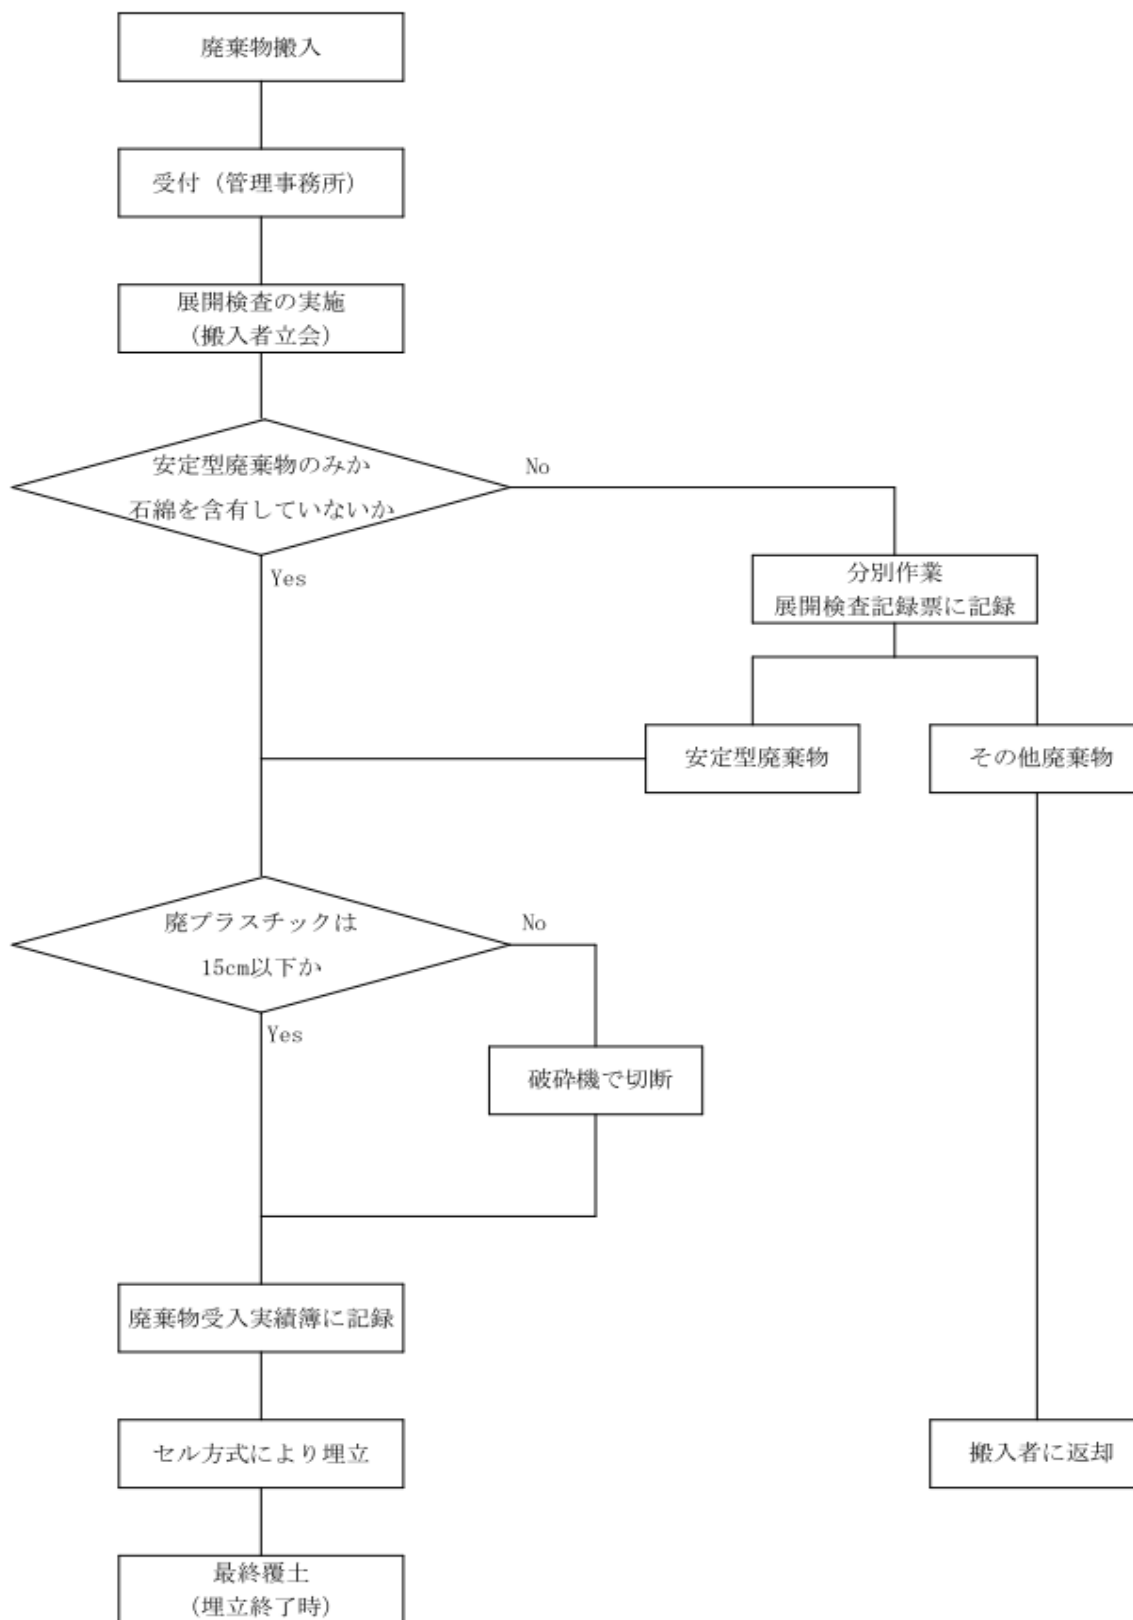 廃棄物搬入
受付（管理事務所）
展開検査の実施
（搬入者立会）
安定型廃棄物のみか
石綿を含有していないか
No
Yes
分別作業
展開検査記録票に記録
安定型廃棄物
その他廃棄物
廃プラスチックは
15cm以下か
No
Yes
破砕機で切断
廃棄物受入実績簿に記録
セル方式により埋立
搬入者に返却
最終覆土
（埋立終了時）